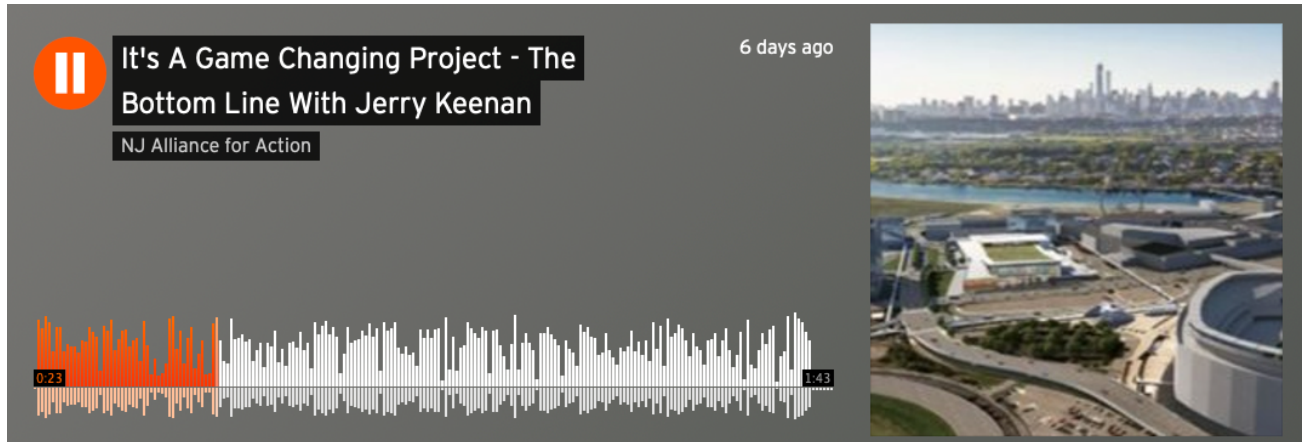 It's A Game Changing Project - The
Bottom Line With Jerry Keenan
NJ Alliance for Action
6 days ago
0:23
1:43